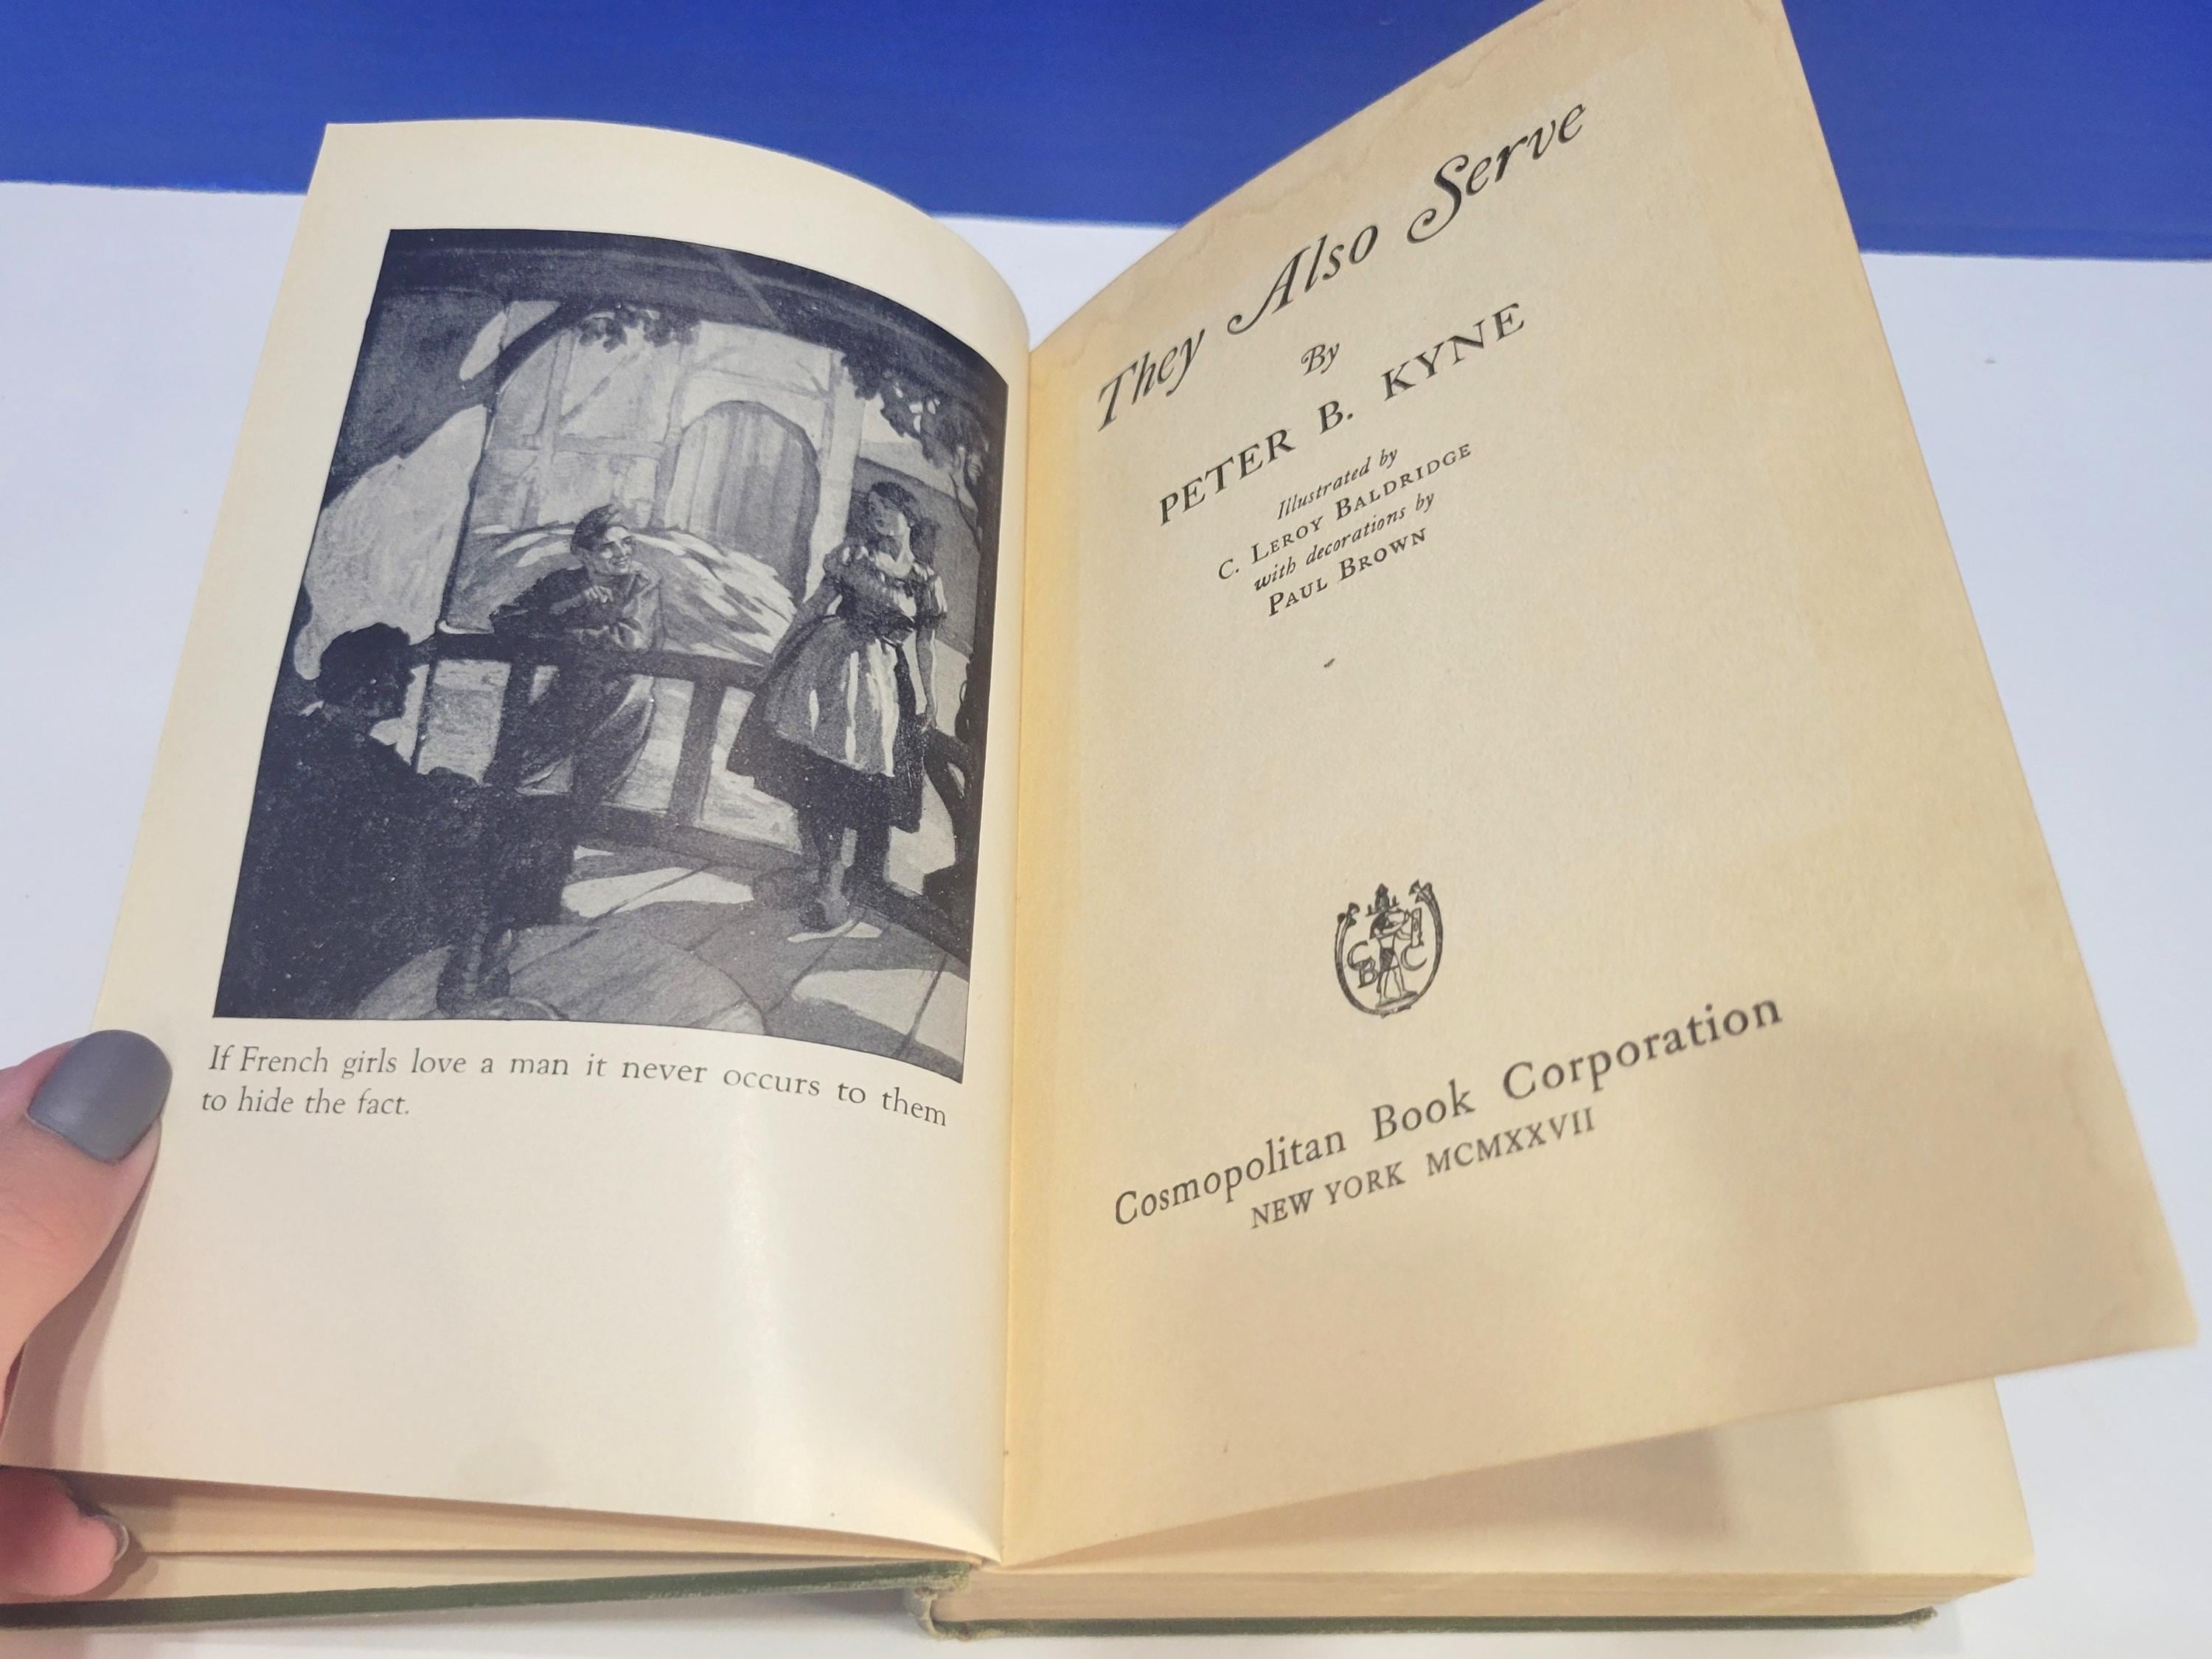 If French girls love a man it never occurs to them
to hide the fact.
They Also Serve
By
PETER B. KYNE
Illustrated by
C. LEROY BALDRIDGE
with decorations by
PAUL BROWN
C B C
Cosmopolitan Book Corporation
NEW YORK MCMXXVII